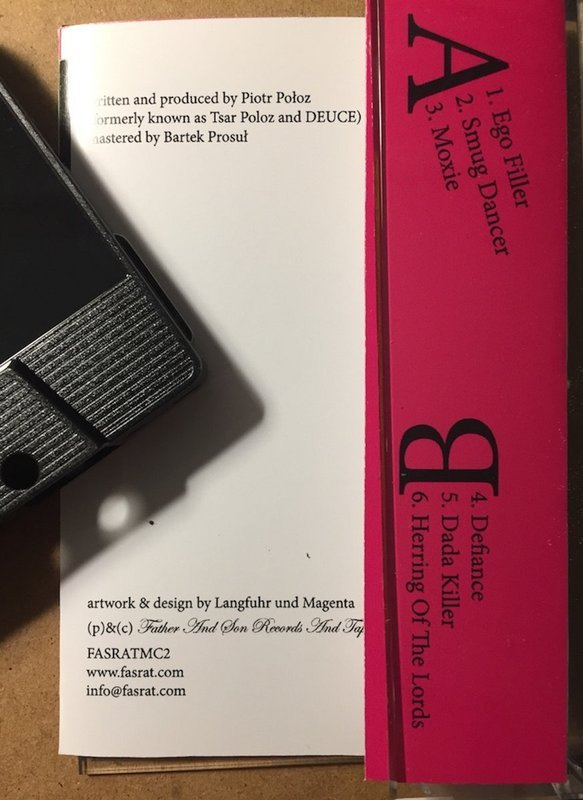 ritten and produced by Piotr Połoz
formerly known as Tsar Poloz and DEUCE)
mastered by Bartek Prosuł
artwork & design by Langfuhr und Magenta
(p)&(c) Father And Son Records And Tap
FASRATMC2
www.fasrat.com
info@fasrat.com
A
1. Ego Filler
2. Smug Dancer
3. Moxie
B
4. Defiance
5. Dada Killer
6. Herring Of The Lords